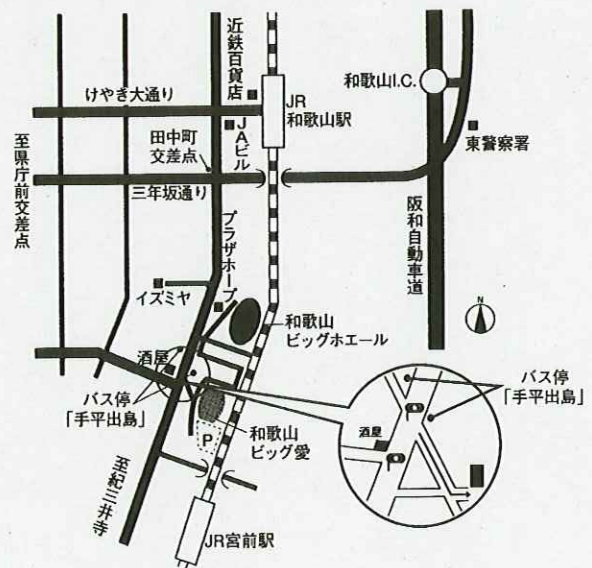 近鉄百貨店
JR
和歌山駅
和歌山I.C.
けやき大通り
JAビル
東警察署
田中町
交差点
至県庁前交差点
三年坂通り
阪和自動車道
プラザホープ
イズミヤ
N
和歌山
ビッグホエール
酒屋
バス停
「手平出島」
バス停
「手平出島」
酒屋
和歌山
ビッグ愛
P
至紀三井寺
JR宮前駅